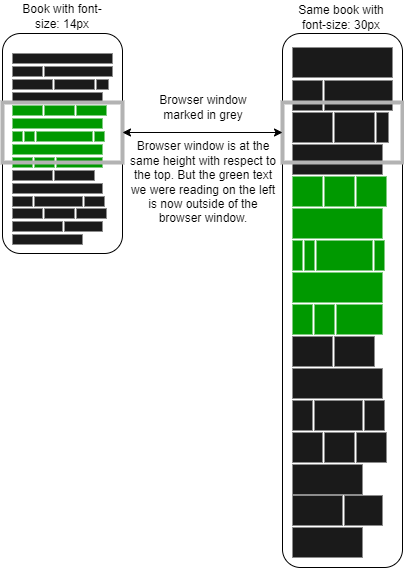 Book with font-
size: 14px
Same book with
font-size: 30px
Browser window
marked in grey
Browser window is at the
same height with respect to
the top. But the green text
we were reading on the left
is now outside of the
browser window.